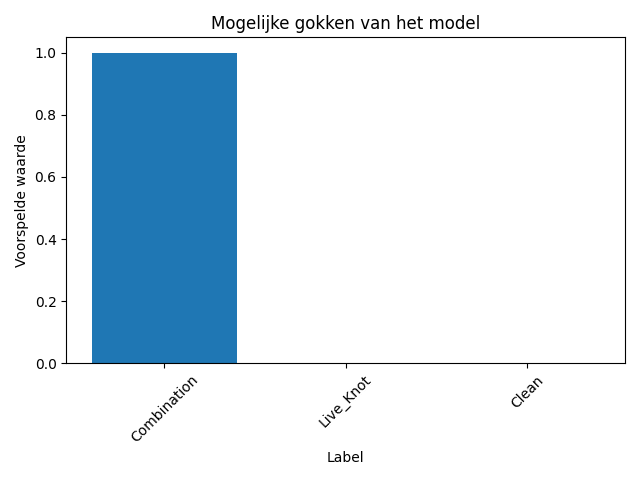 Mogelijke gokken van het model
Voorspelde waarde
1.0
0.8
0.6
0.4
0.2
0.0
Combination
Live_Knot
Clean
Label